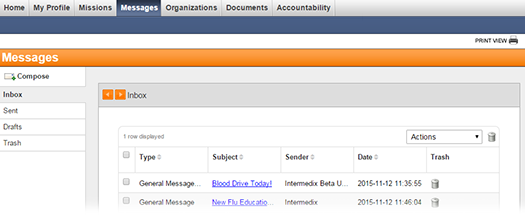 Home My Profile Missions Messages Organizations Documents Accountability
PRINT VIEW
Messages
Compose
Inbox
Sent
Drafts
Trash
Inbox
1 row displayed
Actions
Type Subject Sender Date Trash
General Message... Blood Drive Today! Intermedix Beta U... 2015-11-12 11:35:55
General Message New Flu Educatio... Intermedix 2015-11-12 11:46:04